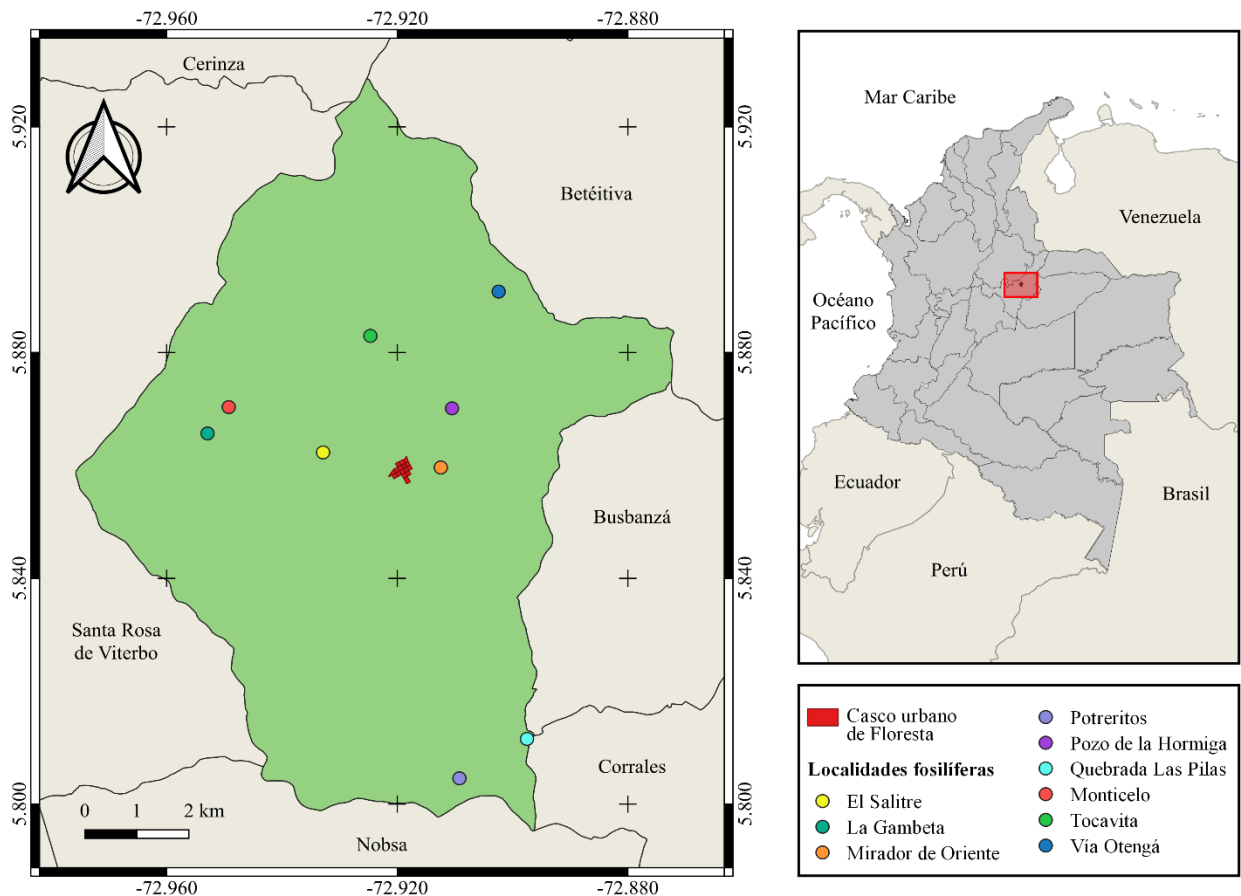 -72.960
-72.920
-72.880
Cerinza
5.920
5.920
Betéitiva
5.880
5.880
Busbanzá
5.840
5.840
Santa Rosa
de Viterbo
Corrales
5.800
5.800
0 1 2 km
Nobsa
-72.960
-72.920
-72.880
Mar Caribe
Venezuela
Océano
Pacífico
Ecuador
Brasil
Perú
Casco urbano
de Floresta
Localidades fosilíferas
El Salitre
La Gambeta
Mirador de Oriente
Potreritos
Pozo de la Hormiga
Quebrada Las Pilas
Monticelo
Tocavita
Vía Otengá